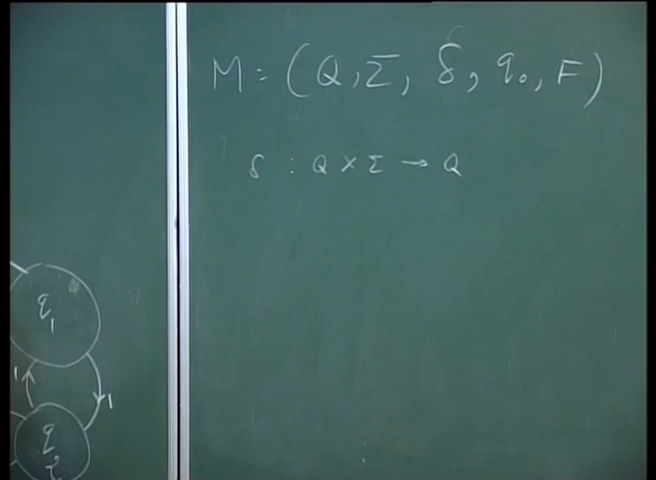 M = (Q, Σ, δ, q₀, F)
δ : Q × Σ → Q
q₁
1
1
q₂